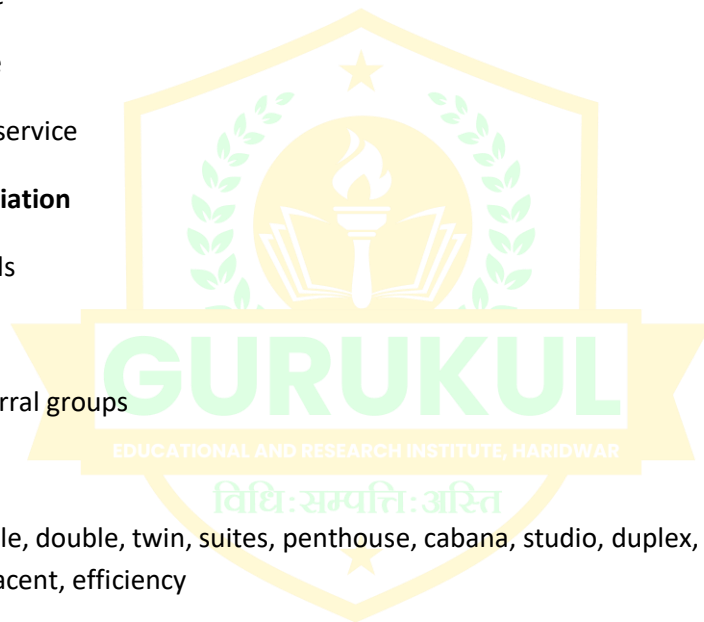 service
iation
ls
rral groups
GURUKUL
EDUCATIONAL AND RESEARCH INSTITUTE, HARIDWAR
विधि:सम्पत्ति:अस्ति
le, double, twin, suites, penthouse, cabana, studio, duplex,
acent, efficiency